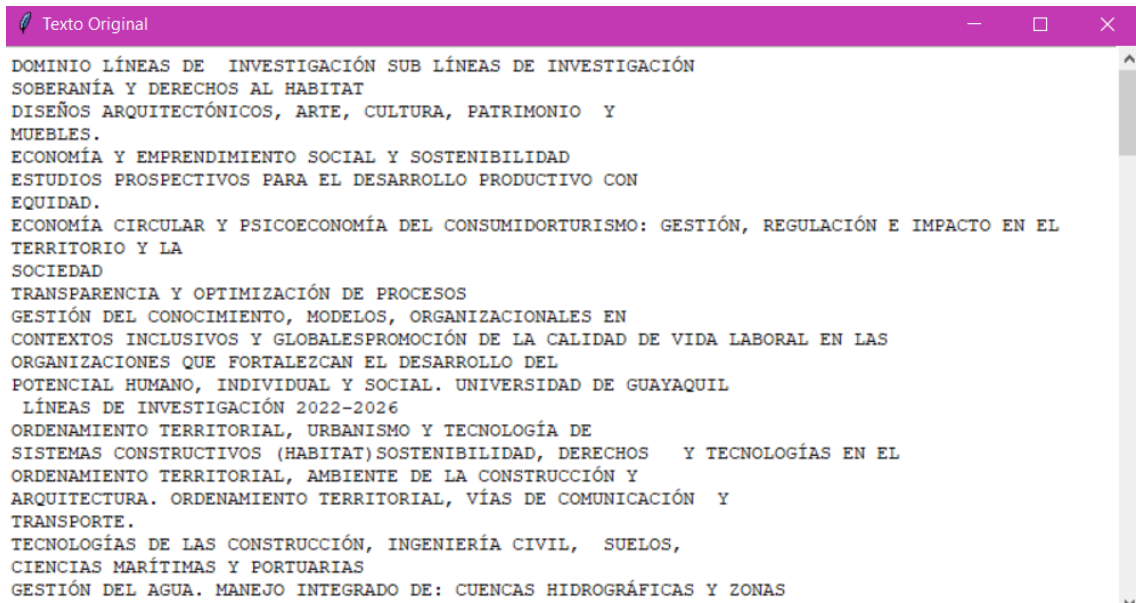 Texto Original
DOMINIO LÍNEAS DE  INVESTIGACIÓN SUB LÍNEAS DE INVESTIGACIÓN
SOBERANÍA Y DERECHOS AL HABITAT
DISEÑOS ARQUITECTÓNICOS, ARTE, CULTURA, PATRIMONIO  Y
MUEBLES.
ECONOMÍA Y EMPRENDIMIENTO SOCIAL Y SOSTENIBILIDAD
ESTUDIOS PROSPECTIVOS PARA EL DESARROLLO PRODUCTIVO CON
EQUIDAD.
ECONOMÍA CIRCULAR Y PSICOECONOMÍA DEL CONSUMIDORTURISMO: GESTIÓN, REGULACIÓN E IMPACTO EN EL
TERRITORIO Y LA
SOCIEDAD
TRANSPARENCIA Y OPTIMIZACIÓN DE PROCESOS
GESTIÓN DEL CONOCIMIENTO, MODELOS, ORGANIZACIONALES EN
CONTEXTOS INCLUSIVOS Y GLOBALESPROMOCIÓN DE LA CALIDAD DE VIDA LABORAL EN LAS
ORGANIZACIONES QUE FORTALEZCAN EL DESARROLLO DEL
POTENCIAL HUMANO, INDIVIDUAL Y SOCIAL. UNIVERSIDAD DE GUAYAQUIL
 LÍNEAS DE INVESTIGACIÓN 2022-2026
ORDENAMIENTO TERRITORIAL, URBANISMO Y TECNOLOGÍA DE
SISTEMAS CONSTRUCTIVOS (HABITAT)SOSTENIBILIDAD, DERECHOS   Y TECNOLOGÍAS EN EL
ORDENAMIENTO TERRITORIAL, AMBIENTE DE LA CONSTRUCCIÓN Y
ARQUITECTURA. ORDENAMIENTO TERRITORIAL, VÍAS DE COMUNICACIÓN  Y
TRANSPORTE.
TECNOLOGÍAS DE LAS CONSTRUCCIÓN, INGENIERÍA CIVIL,  SUELOS,
CIENCIAS MARÍTIMAS Y PORTUARIAS
GESTIÓN DEL AGUA. MANEJO INTEGRADO DE: CUENCAS HIDROGRÁFICAS Y ZONAS